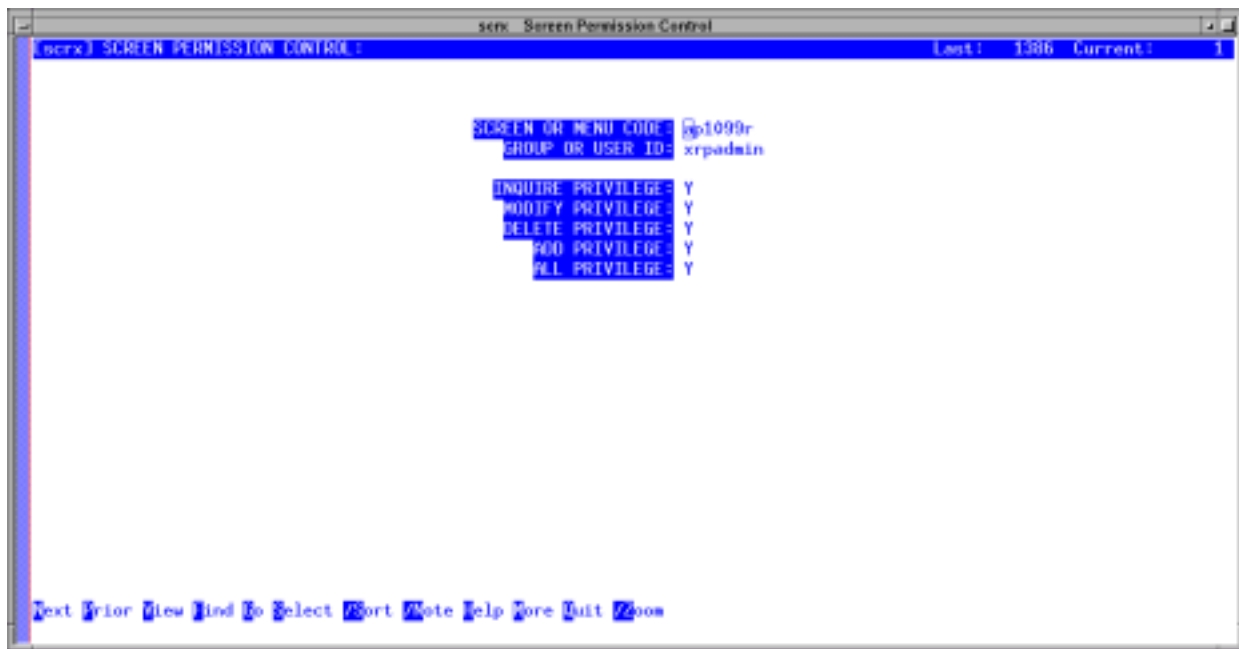 scrx Screen Permission Control
[scrx] SCREEN PERMISSION CONTROL: Last: 1386 Current: 1
SCREEN OR MENU CODE: ap1099r
GROUP OR USER ID: xrpadmin
INQUIRE PRIVILEGE: Y
MODIFY PRIVILEGE: Y
DELETE PRIVILEGE: Y
ADD PRIVILEGE: Y
ALL PRIVILEGE: Y
Next Prior View Find Go Select /Sort /Note Help More Quit /Zoom